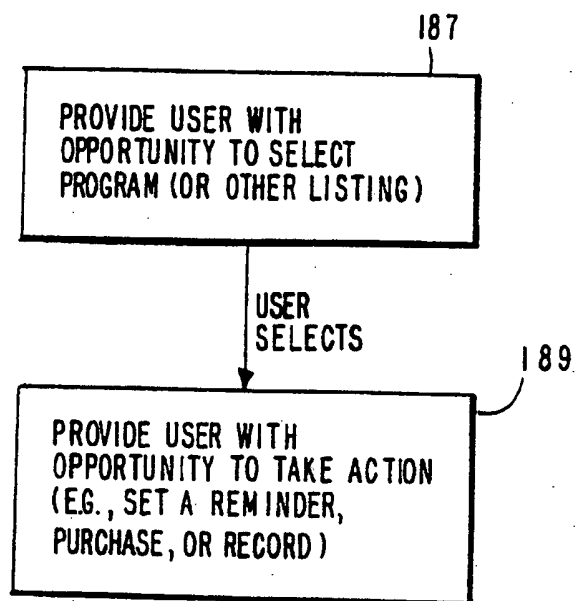 187
PROVIDE USER WITH
OPPORTUNITY TO SELECT
PROGRAM (OR OTHER LISTING)
USER
SELECTS
189
PROVIDE USER WITH
OPPORTUNITY TO TAKE ACTION
(E.G., SET A REMINDER,
PURCHASE, OR RECORD)